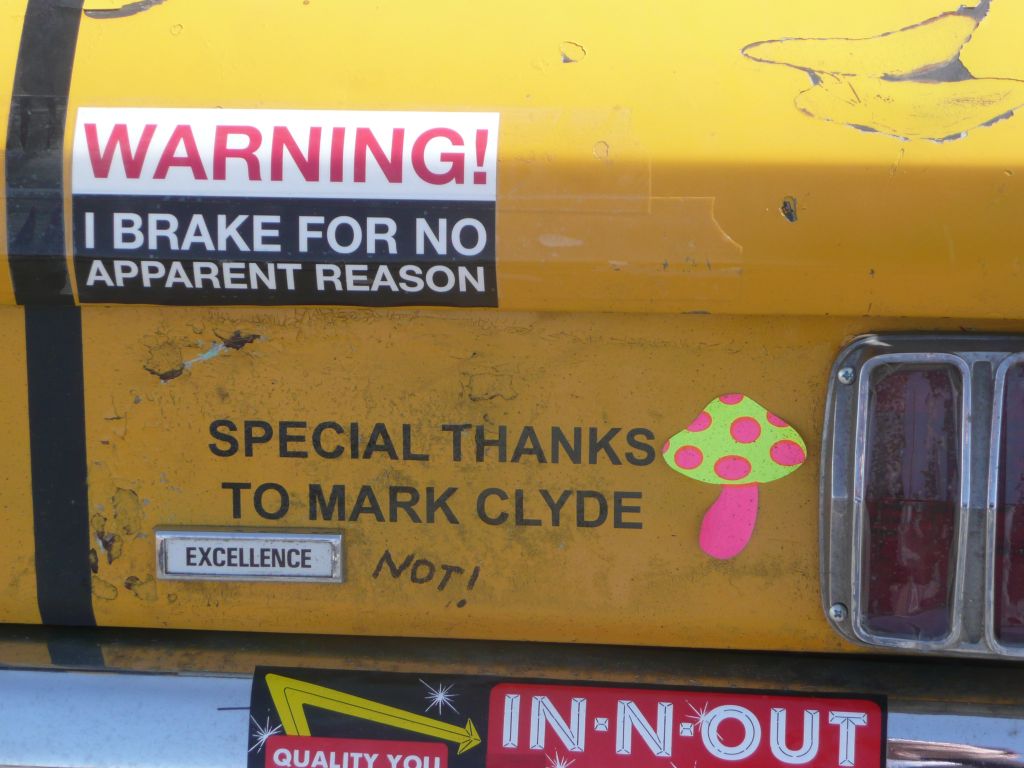 WARNING!
I BRAKE FOR NO
APPARENT REASON
SPECIAL THANKS
TO MARK CLYDE
EXCELLENCE
NOT!
IN-N-OUT
QUALITY YOU